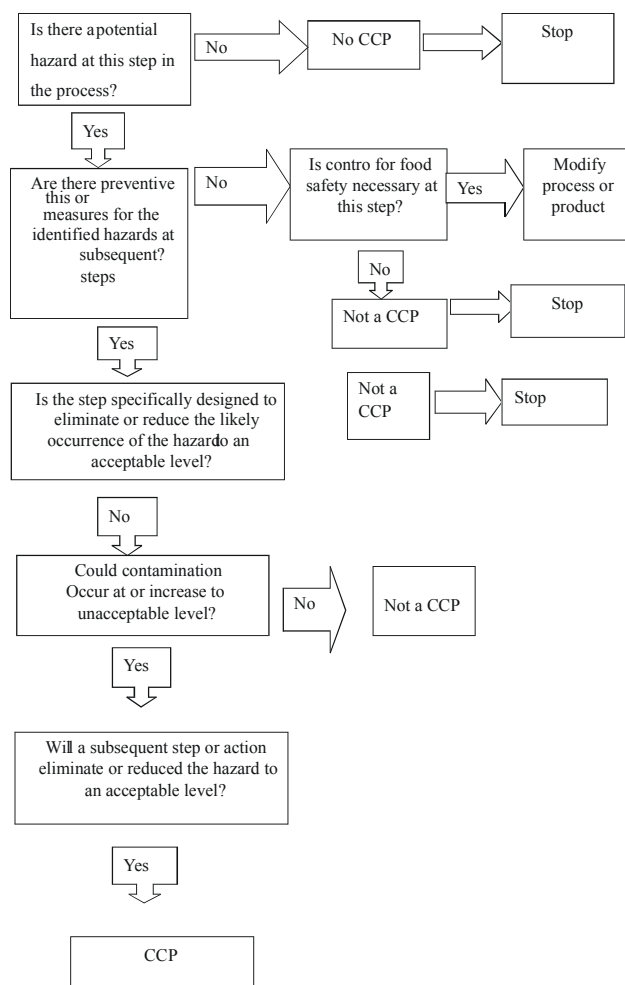 Is there apotential
hazard at this step in
the process?
No
No CCP
Stop
Yes
Are there preventive
this or
measures for the
identified hazards at
subsequent?
steps
No
Is contro for food
safety necessary at
this step?
Yes
Modify
process or
product
No
Not a CCP
Stop
Yes
Is the step specifically designed to
eliminate or reduce the likely
occurrence of the hazardto an
acceptable level?
Not a
CCP
Stop
No
Could contamination
Occur at or increase to
unacceptable level?
No
Not a CCP
Yes
Will a subsequent step or action
eliminate or reduced the hazard to
an acceptable level?
Yes
CCP